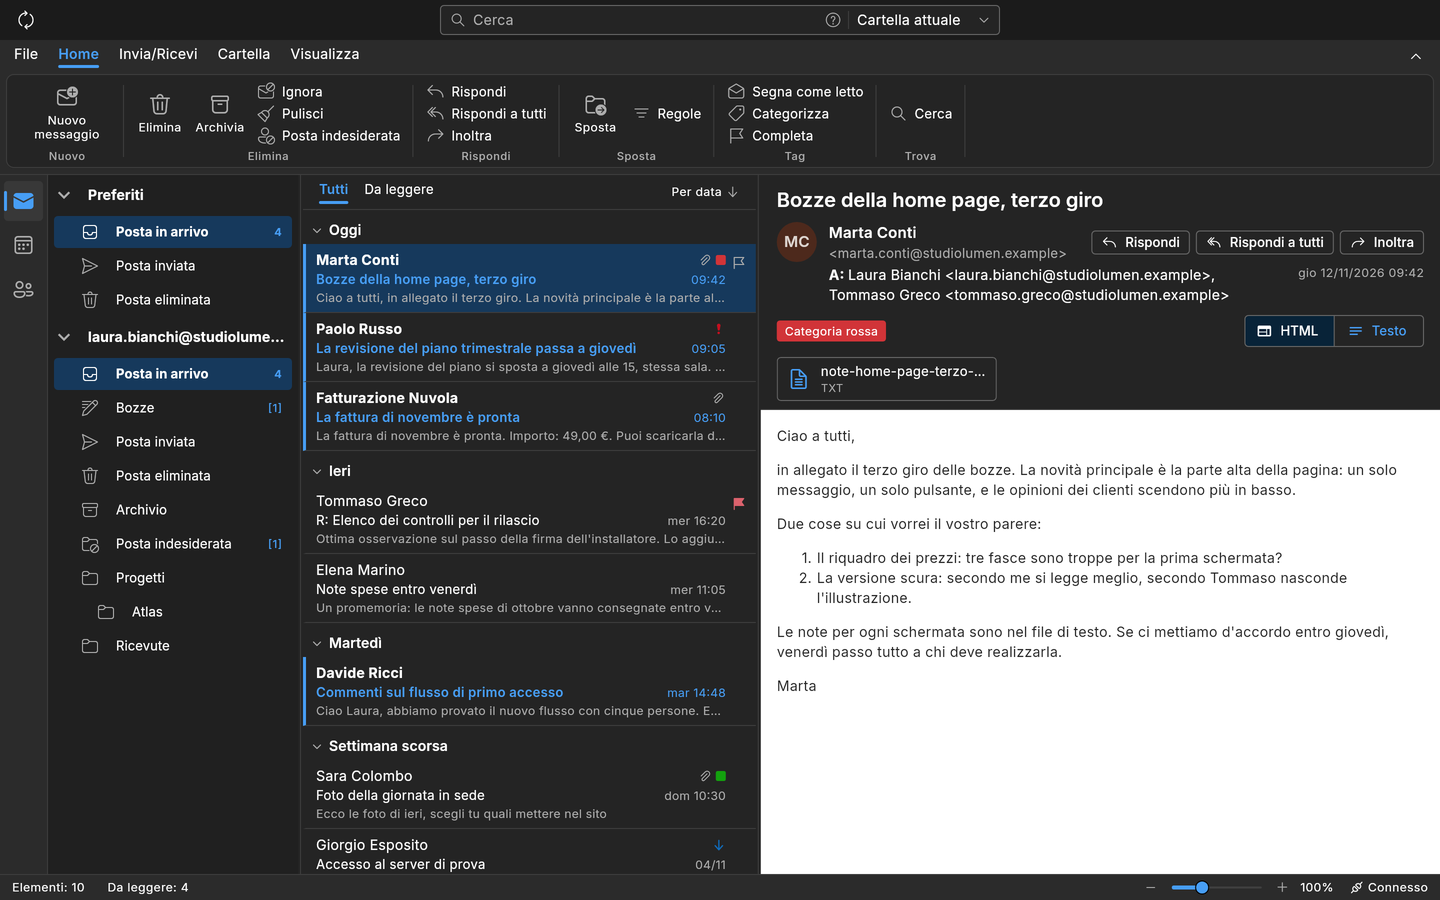 Cerca
Cartella attuale
File
Home
Invia/Ricevi
Cartella
Visualizza
Nuovo
messaggio
Nuovo
Elimina
Archivia
Ignora
Pulisci
Posta indesiderata
Elimina
Rispondi
Rispondi a tutti
Inoltra
Rispondi
Sposta
Regole
Sposta
Segna come letto
Categorizza
Completa
Tag
Cerca
Trova
Preferiti
Posta in arrivo 4
Posta inviata
Posta eliminata
laura.bianchi@studiolume...
Posta in arrivo 4
Bozze [1]
Posta inviata
Posta eliminata
Archivio
Posta indesiderata [1]
Progetti
Atlas
Ricevute
Tutti
Da leggere
Per data
Oggi
Marta Conti
Bozze della home page, terzo giro 09:42
Ciao a tutti, in allegato il terzo giro. La novità principale è la parte al...
Paolo Russo
La revisione del piano trimestrale passa a giovedì 09:05
Laura, la revisione del piano si sposta a giovedì alle 15, stessa sala. ...
Fatturazione Nuvola
La fattura di novembre è pronta 08:10
La fattura di novembre è pronta. Importo: 49,00 €. Puoi scaricarla d...
Ieri
Tommaso Greco
R: Elenco dei controlli per il rilascio mer 16:20
Ottima osservazione sul passo della firma dell'installatore. Lo aggiu...
Elena Marino
Note spese entro venerdì mer 11:05
Un promemoria: le note spese di ottobre vanno consegnate entro v...
Martedì
Davide Ricci
Commenti sul flusso di primo accesso mar 14:48
Ciao Laura, abbiamo provato il nuovo flusso con cinque persone. E...
Settimana scorsa
Sara Colombo
Foto della giornata in sede dom 10:30
Ecco le foto di ieri, scegli tu quali mettere nel sito
Giorgio Esposito
Accesso al server di prova 04/11
Bozze della home page, terzo giro
MC
Marta Conti
<marta.conti@studiolumen.example>
Rispondi
Rispondi a tutti
Inoltra
A: Laura Bianchi <laura.bianchi@studiolumen.example>,
Tommaso Greco <tommaso.greco@studiolumen.example>
gio 12/11/2026 09:42
Categoria rossa
HTML
Testo
note-home-page-terzo-...
TXT
Ciao a tutti,
in allegato il terzo giro delle bozze. La novità principale è la parte alta della pagina: un solo
messaggio, un solo pulsante, e le opinioni dei clienti scendono più in basso.
Due cose su cui vorrei il vostro parere:
1. Il riquadro dei prezzi: tre fasce sono troppe per la prima schermata?
2. La versione scura: secondo me si legge meglio, secondo Tommaso nasconde
l'illustrazione.
Le note per ogni schermata sono nel file di testo. Se ci mettiamo d'accordo entro giovedì,
venerdì passo tutto a chi deve realizzarla.
Marta
Elementi: 10
Da leggere: 4
100%
Connesso